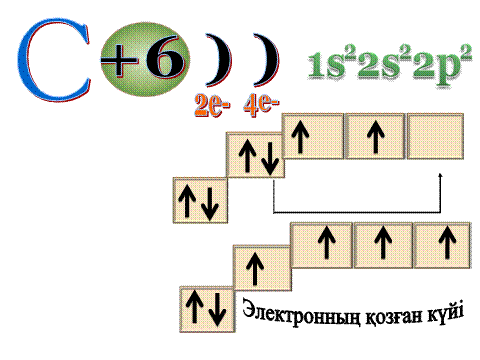 C +6 ) ) 1s²2s²2p²
2e- 4e-
Электронның қозған күйі